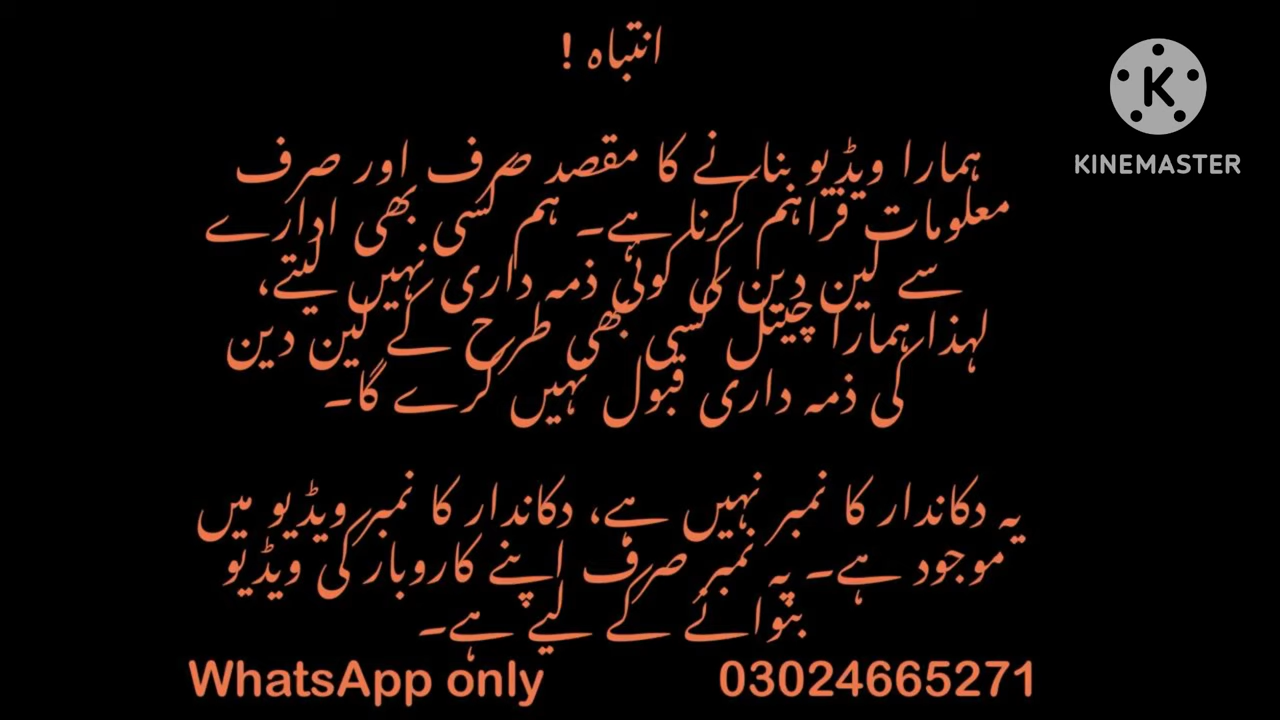 انتباہ !
ہمارا ویڈیو بنانے کا مقصد صرف اور صرف
معلومات فراہم کرنا ہے۔ ہم کسی بھی ادارے
سے لین دین کی کوئی ذمہ داری نہیں لیتے،
لہذا ہمارا چینل کسی بھی طرح کے لین دین
کی ذمہ داری قبول نہیں کرے گا۔
یہ دکاندار کا نمبر نہیں ہے، دکاندار کا نمبر ویڈیو میں
موجود ہے۔ یہ نمبر صرف اپنے کاروبار کی ویڈیو
بنوائے کے لیے ہے۔
WhatsApp only 03024665271
K
KINEMASTER